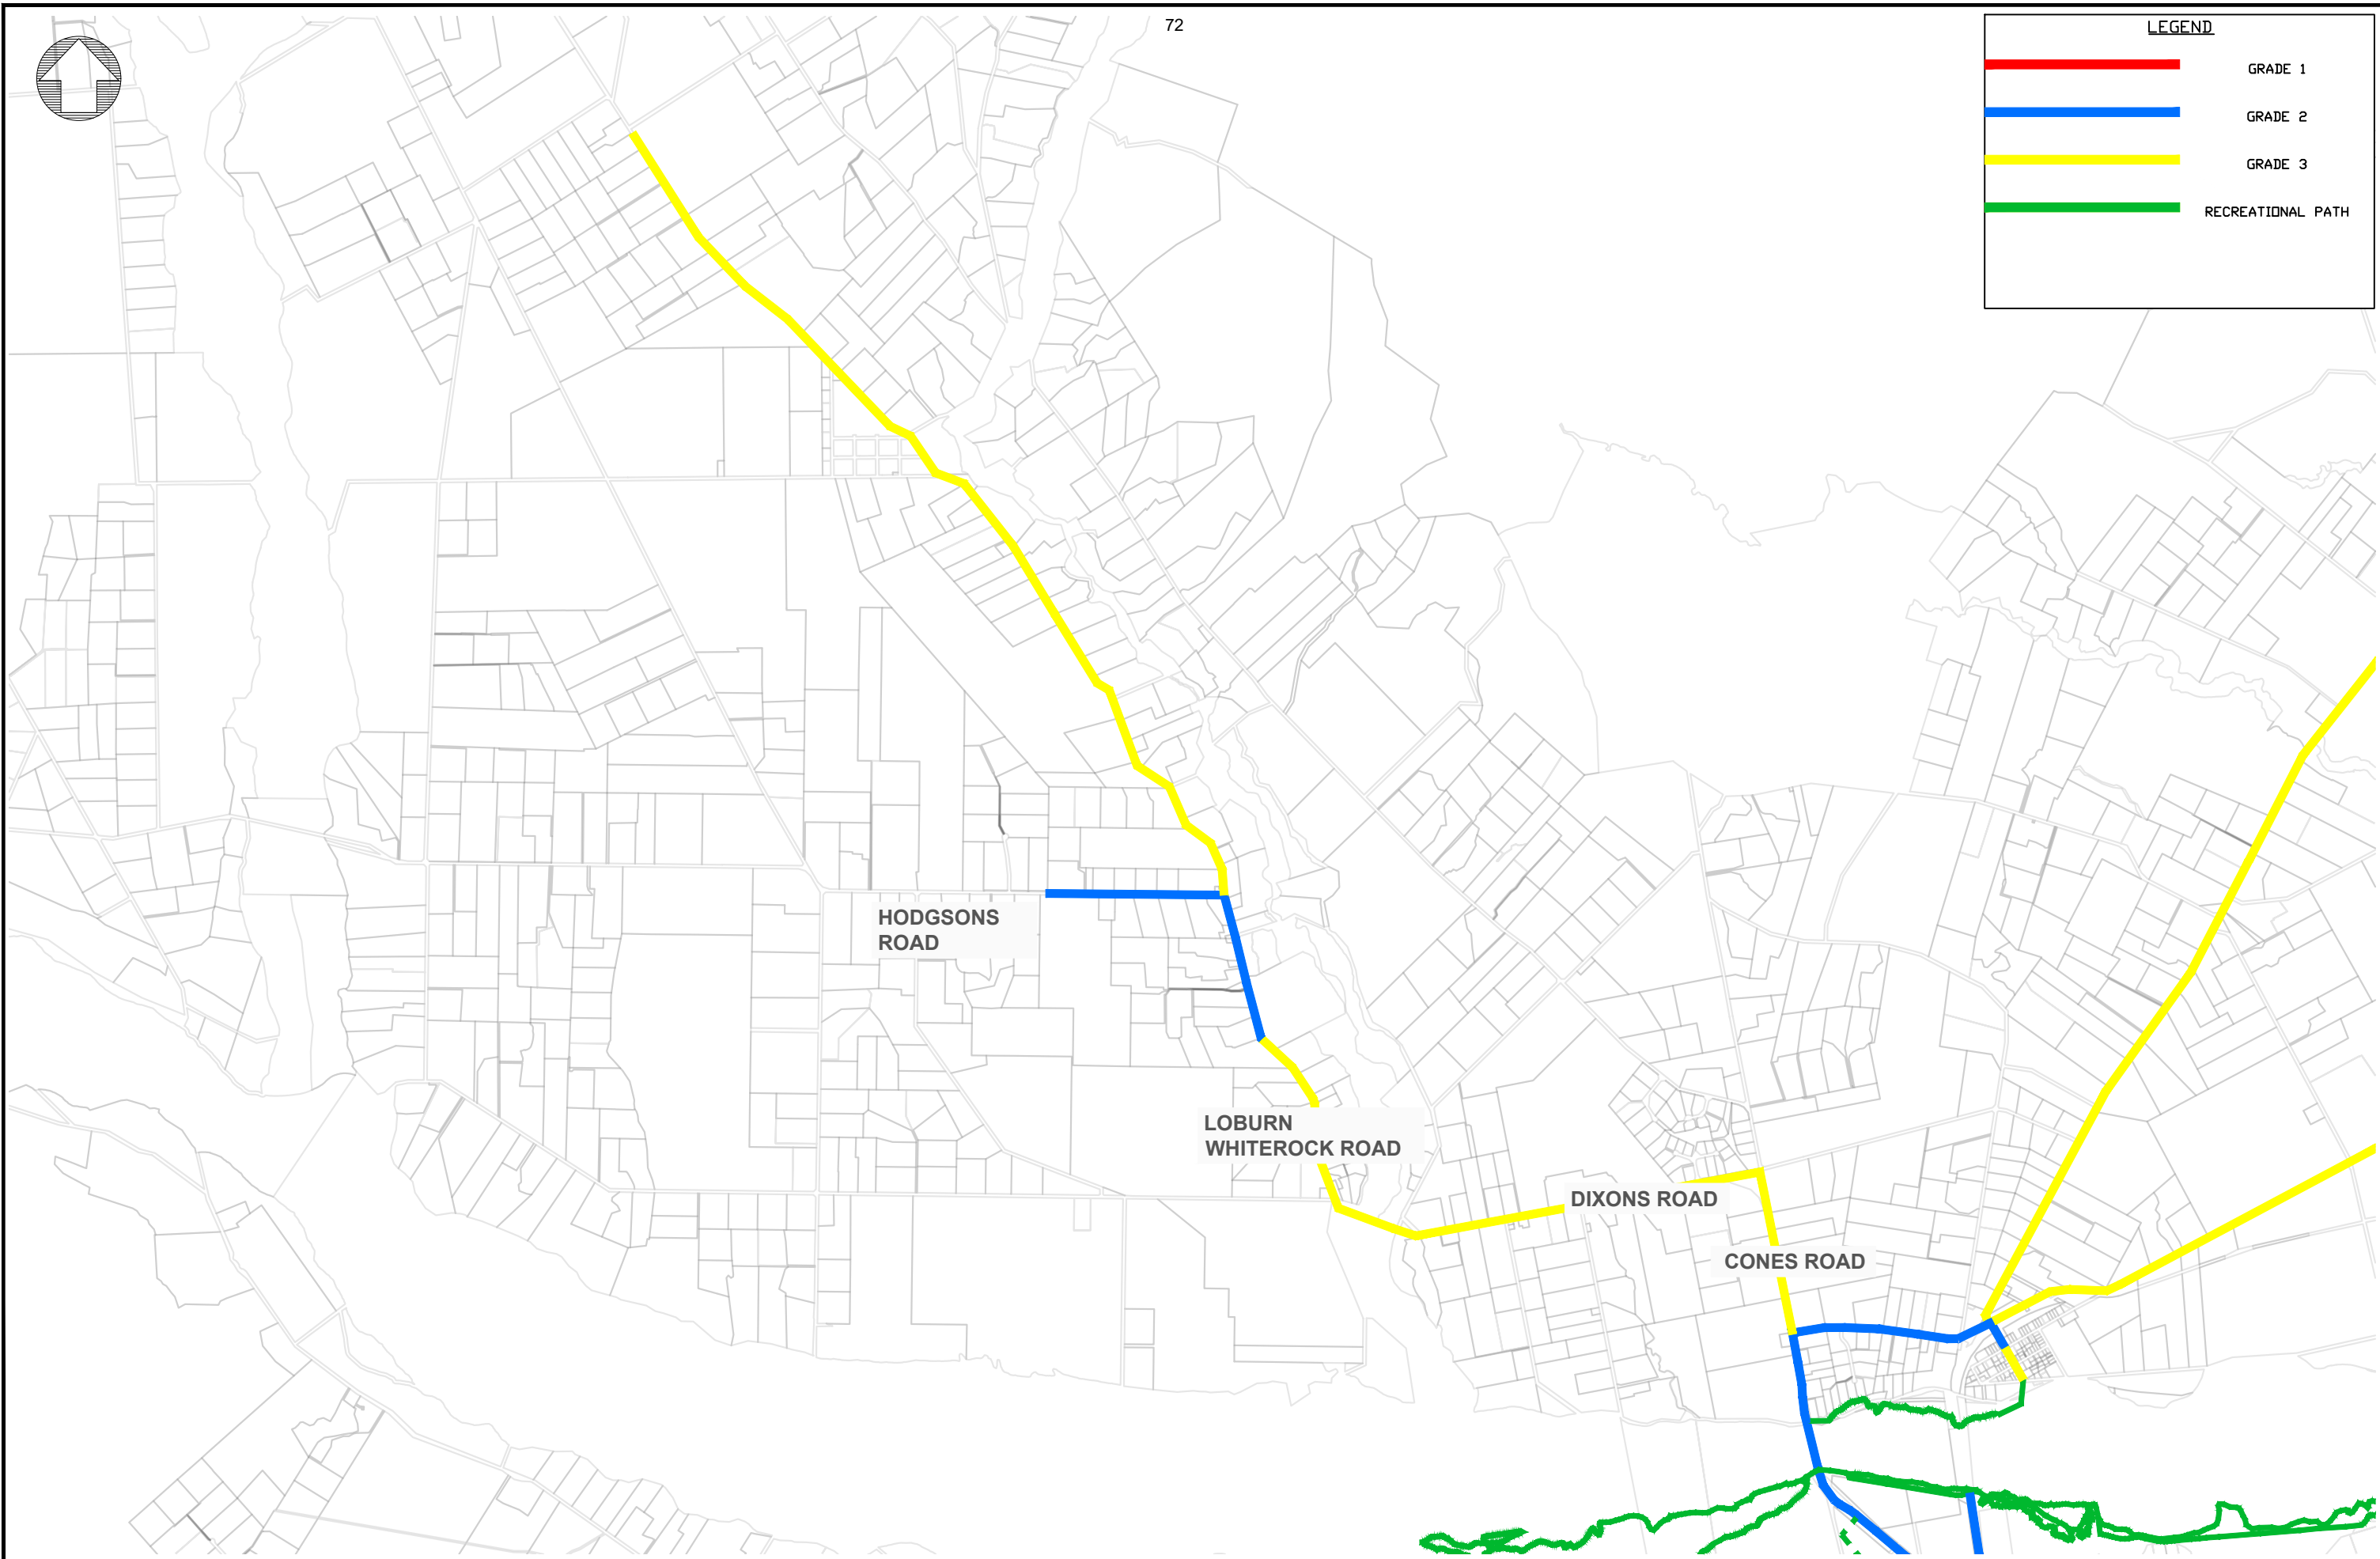 72
LEGEND
GRADE 1
GRADE 2
GRADE 3
RECREATIONAL PATH
HODGSONS
ROAD
LOBURN
WHITEROCK ROAD
DIXONS ROAD
CONES ROAD